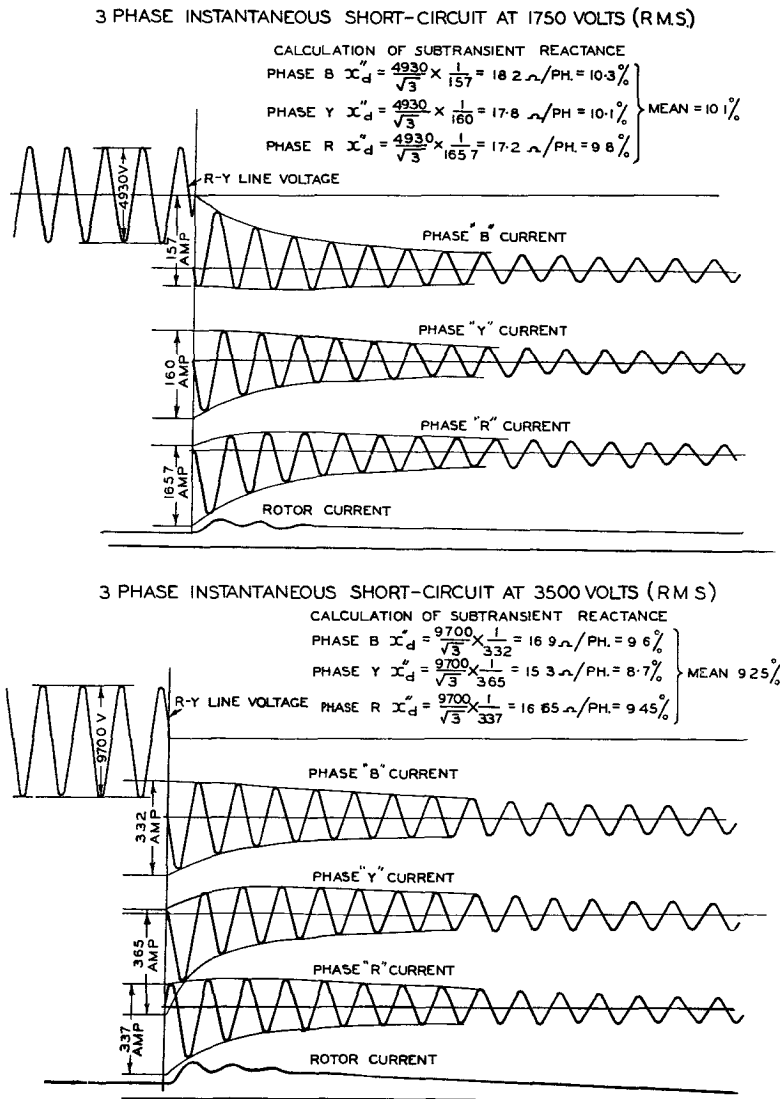 3 PHASE INSTANTANEOUS SHORT-CIRCUIT AT 1750 VOLTS (R.M.S.)
CALCULATION OF SUBTRANSIENT REACTANCE
PHASE B x"d = 4930/√3 × 1/157 = 18 2 Ω/PH. = 10·3%
PHASE Y x"d = 4930/√3 × 1/160 = 17·8 Ω/PH = 10·1%
PHASE R x"d = 4930/√3 × 1/165 7 = 17·2 Ω/PH. = 9 8%
MEAN = 10 1%
4930V
R-Y LINE VOLTAGE
157 AMP
PHASE "B" CURRENT
160 AMP
PHASE "Y" CURRENT
165 7 AMP
PHASE "R" CURRENT
ROTOR CURRENT
3 PHASE INSTANTANEOUS SHORT-CIRCUIT AT 3500 VOLTS (R M S)
CALCULATION OF SUBTRANSIENT REACTANCE
PHASE B x"d = 9700/√3 × 1/332 = 16 9 Ω/PH. = 9 6%
PHASE Y x"d = 9700/√3 × 1/365 = 15 3 Ω/PH. = 8·7%
PHASE R x"d = 9700/√3 × 1/337 = 16 65 Ω/PH. = 9 45%
MEAN 9 25%
9700 V
R-Y LINE VOLTAGE
332 AMP
PHASE "B" CURRENT
365 AMP
PHASE "Y" CURRENT
337 AMP
PHASE "R" CURRENT
ROTOR CURRENT